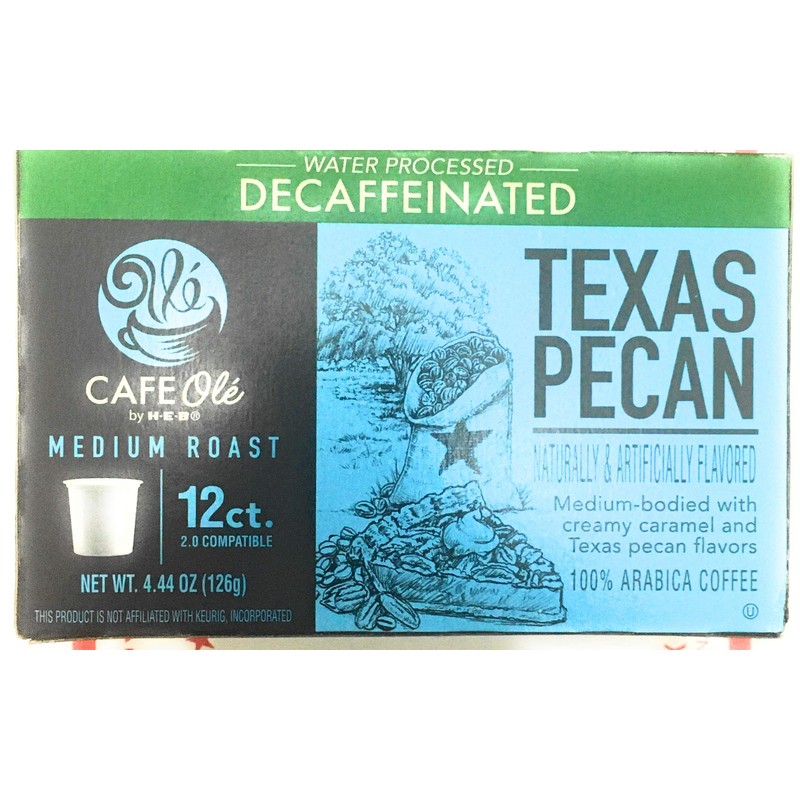 WATER PROCESSED
DECAFFEINATED
Olé
CAFE Olé
by H-E-B®
MEDIUM ROAST
12ct.
2.0 COMPATIBLE
NET WT. 4.44 OZ (126g)
THIS PRODUCT IS NOT AFFILIATED WITH KEURIG, INCORPORATED
TEXAS
PECAN
NATURALLY & ARTIFICIALLY FLAVORED
Medium-bodied with
creamy caramel and
Texas pecan flavors
100% ARABICA COFFEE
U